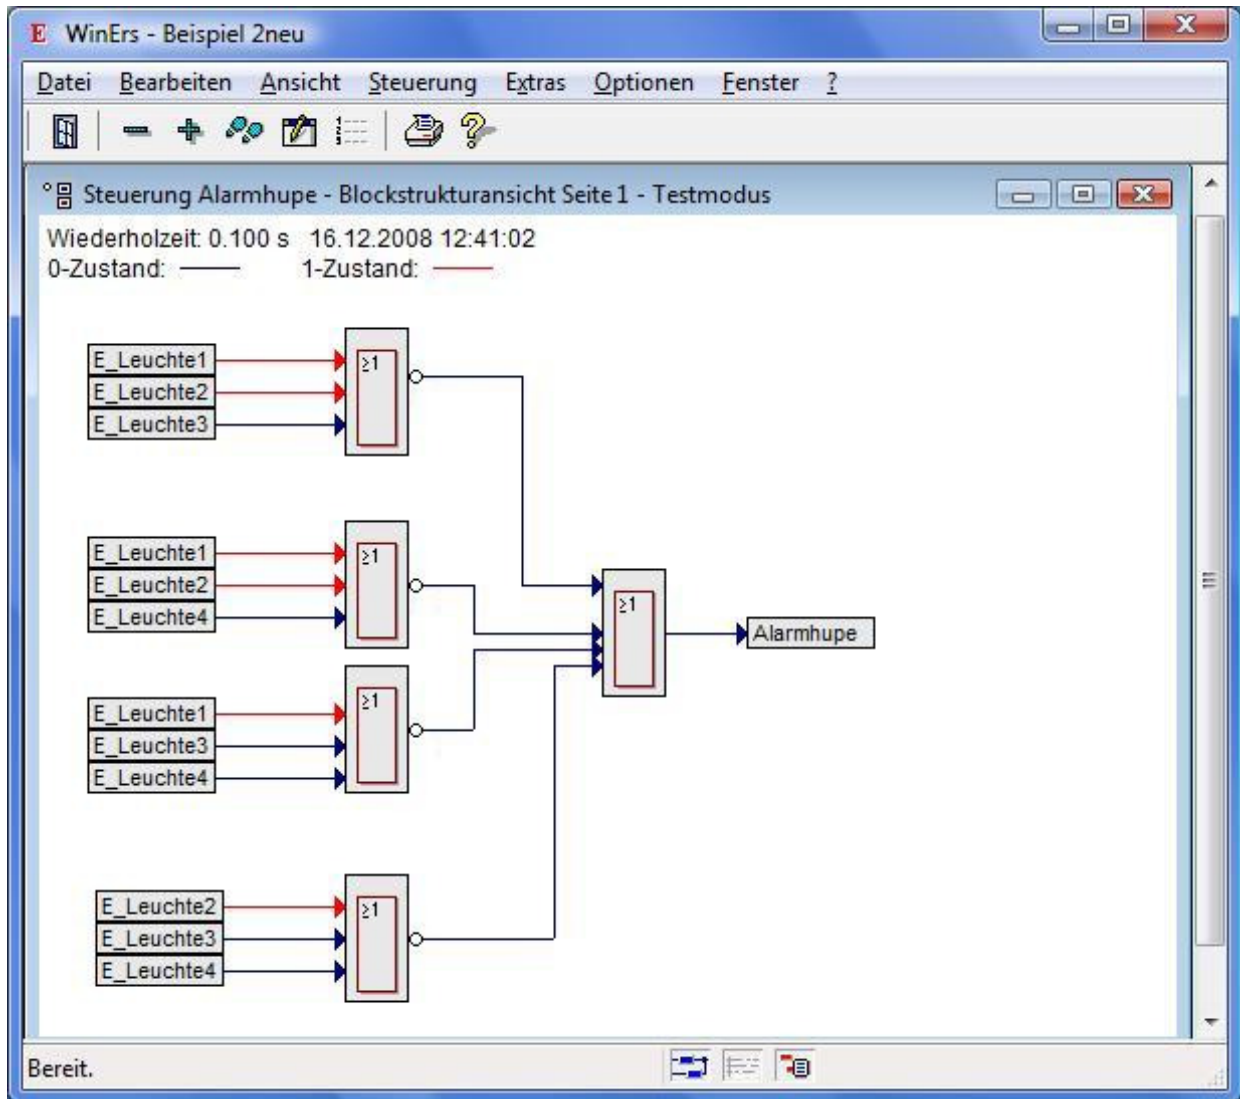 E WinErs - Beispiel 2neu
Datei Bearbeiten Ansicht Steuerung Extras Optionen Fenster ?
Steuerung Alarmhupe - Blockstrukturansicht Seite 1 - Testmodus
Wiederholzeit: 0.100 s 16.12.2008 12:41:02
0-Zustand: 1-Zustand:
E_Leuchte1
E_Leuchte2
E_Leuchte3
≥1
E_Leuchte1
E_Leuchte2
E_Leuchte4
≥1
≥1
Alarmhupe
E_Leuchte1
E_Leuchte3
E_Leuchte4
≥1
E_Leuchte2
E_Leuchte3
E_Leuchte4
≥1
Bereit.